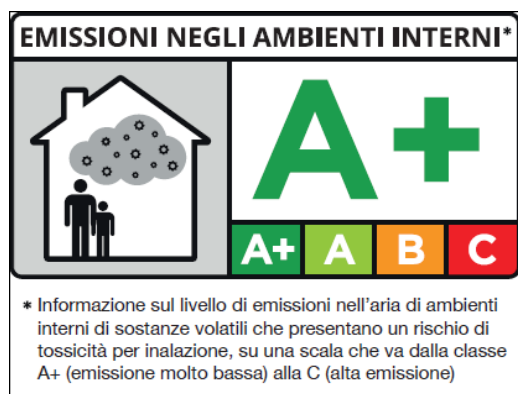 EMISSIONI NEGLI AMBIENTI INTERNI*
A+
A+ A B C
* Informazione sul livello di emissioni nell'aria di ambienti
interni di sostanze volatili che presentano un rischio di
tossicità per inalazione, su una scala che va dalla classe
A+ (emissione molto bassa) alla C (alta emissione)